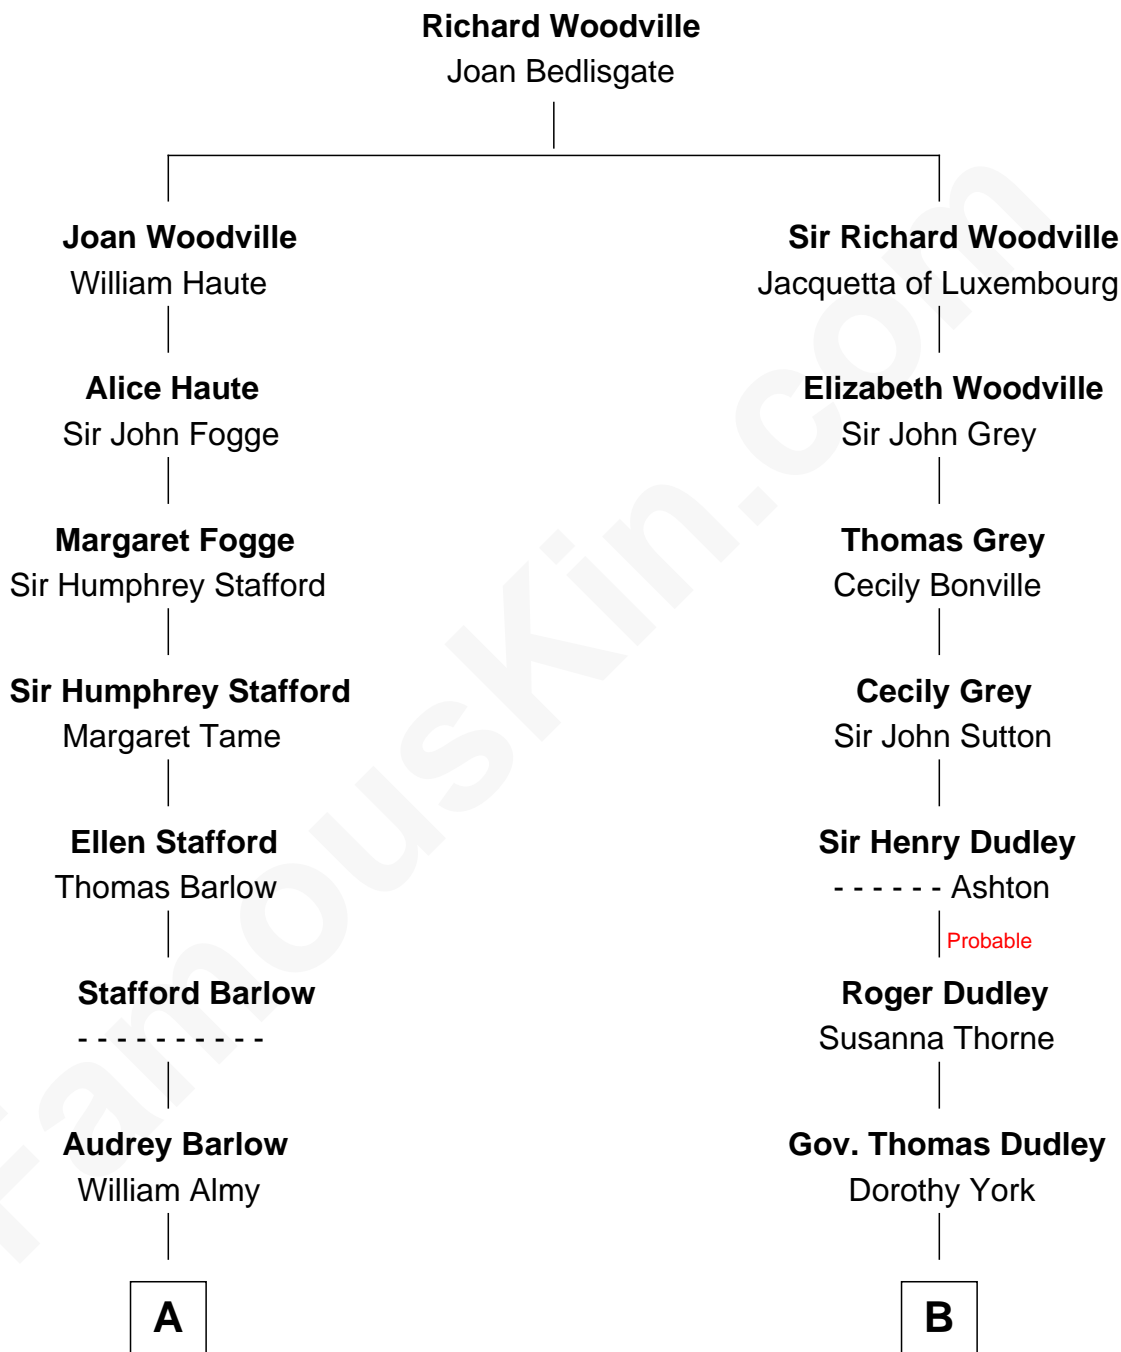 Richard Woodville
Joan Bedlisgate
Joan Woodville
William Haute
Sir Richard Woodville
Jacquetta of Luxembourg
Alice Haute
Sir John Fogge
Elizabeth Woodville
Sir John Grey
Margaret Fogge
Sir Humphrey Stafford
Thomas Grey
Cecily Bonville
Sir Humphrey Stafford
Margaret Tame
Cecily Grey
Sir John Sutton
Ellen Stafford
Thomas Barlow
Sir Henry Dudley
- - - - - - Ashton
Probable
Stafford Barlow
- - - - - - - - - -
Roger Dudley
Susanna Thorne
Audrey Barlow
William Almy
Gov. Thomas Dudley
Dorothy York
A
B
FamousKin.com